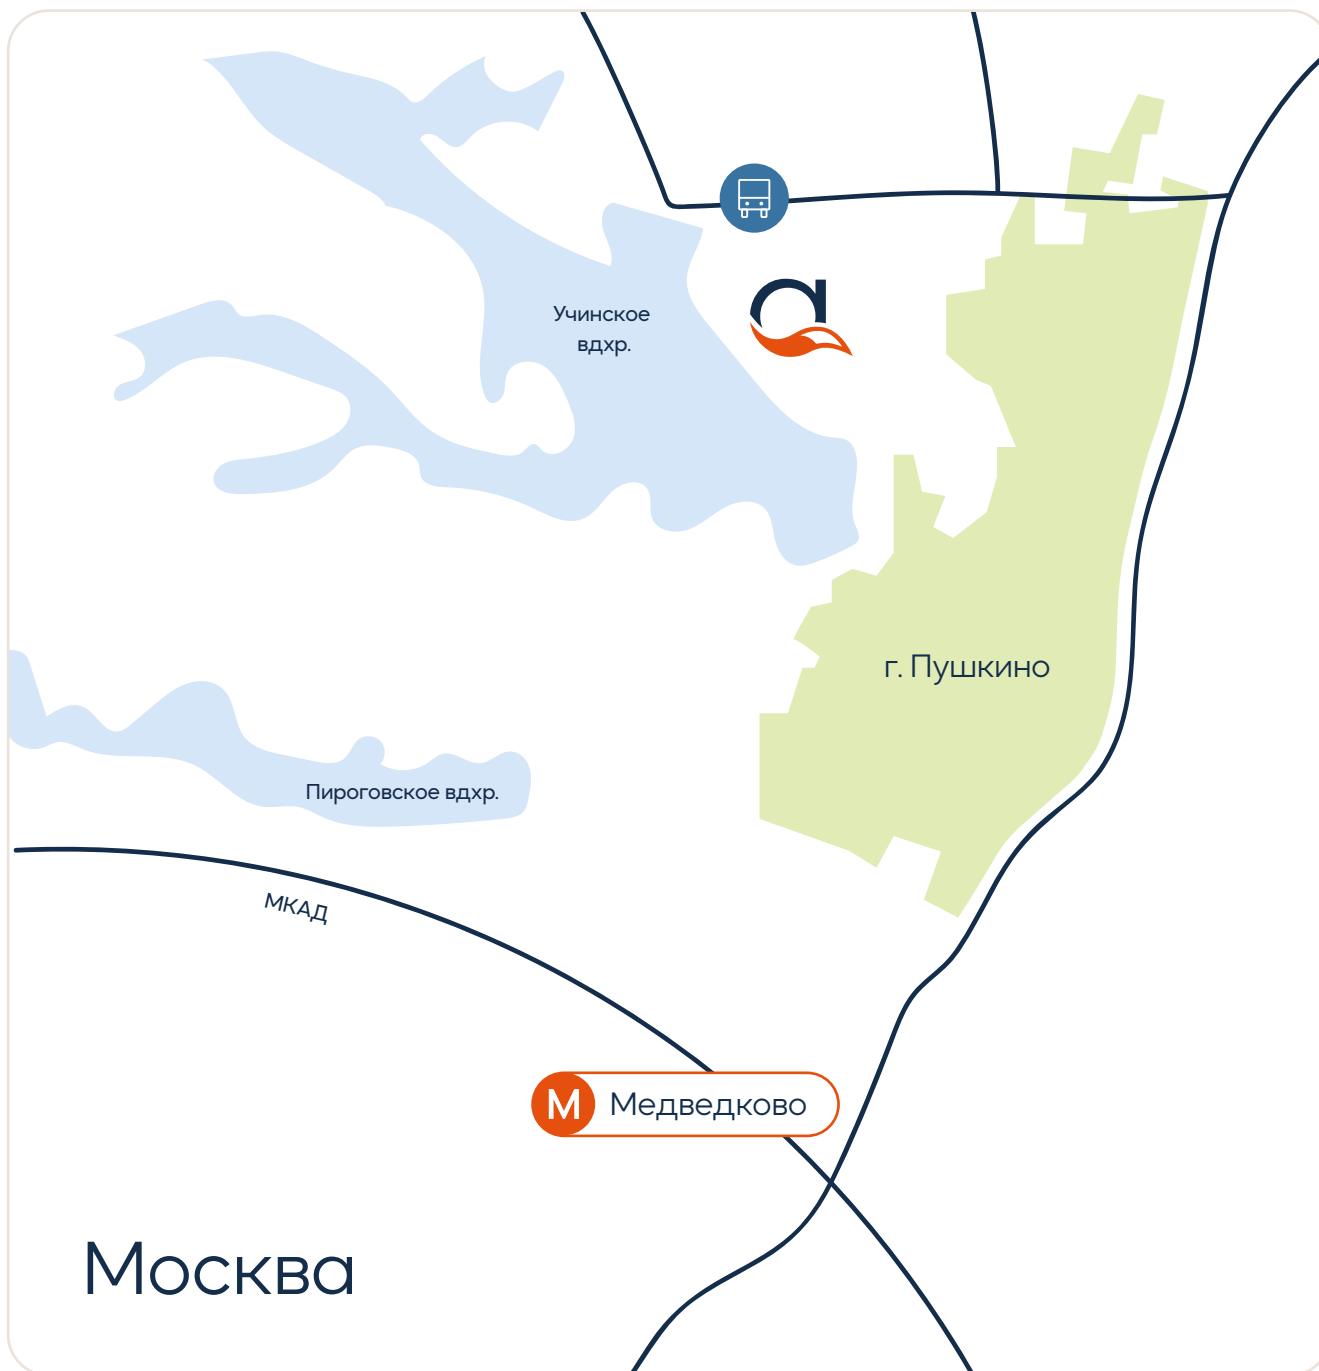 Учинское
вдхр.
г. Пушкино
Пироговское вдхр.
МКАД
М Медведково
Москва